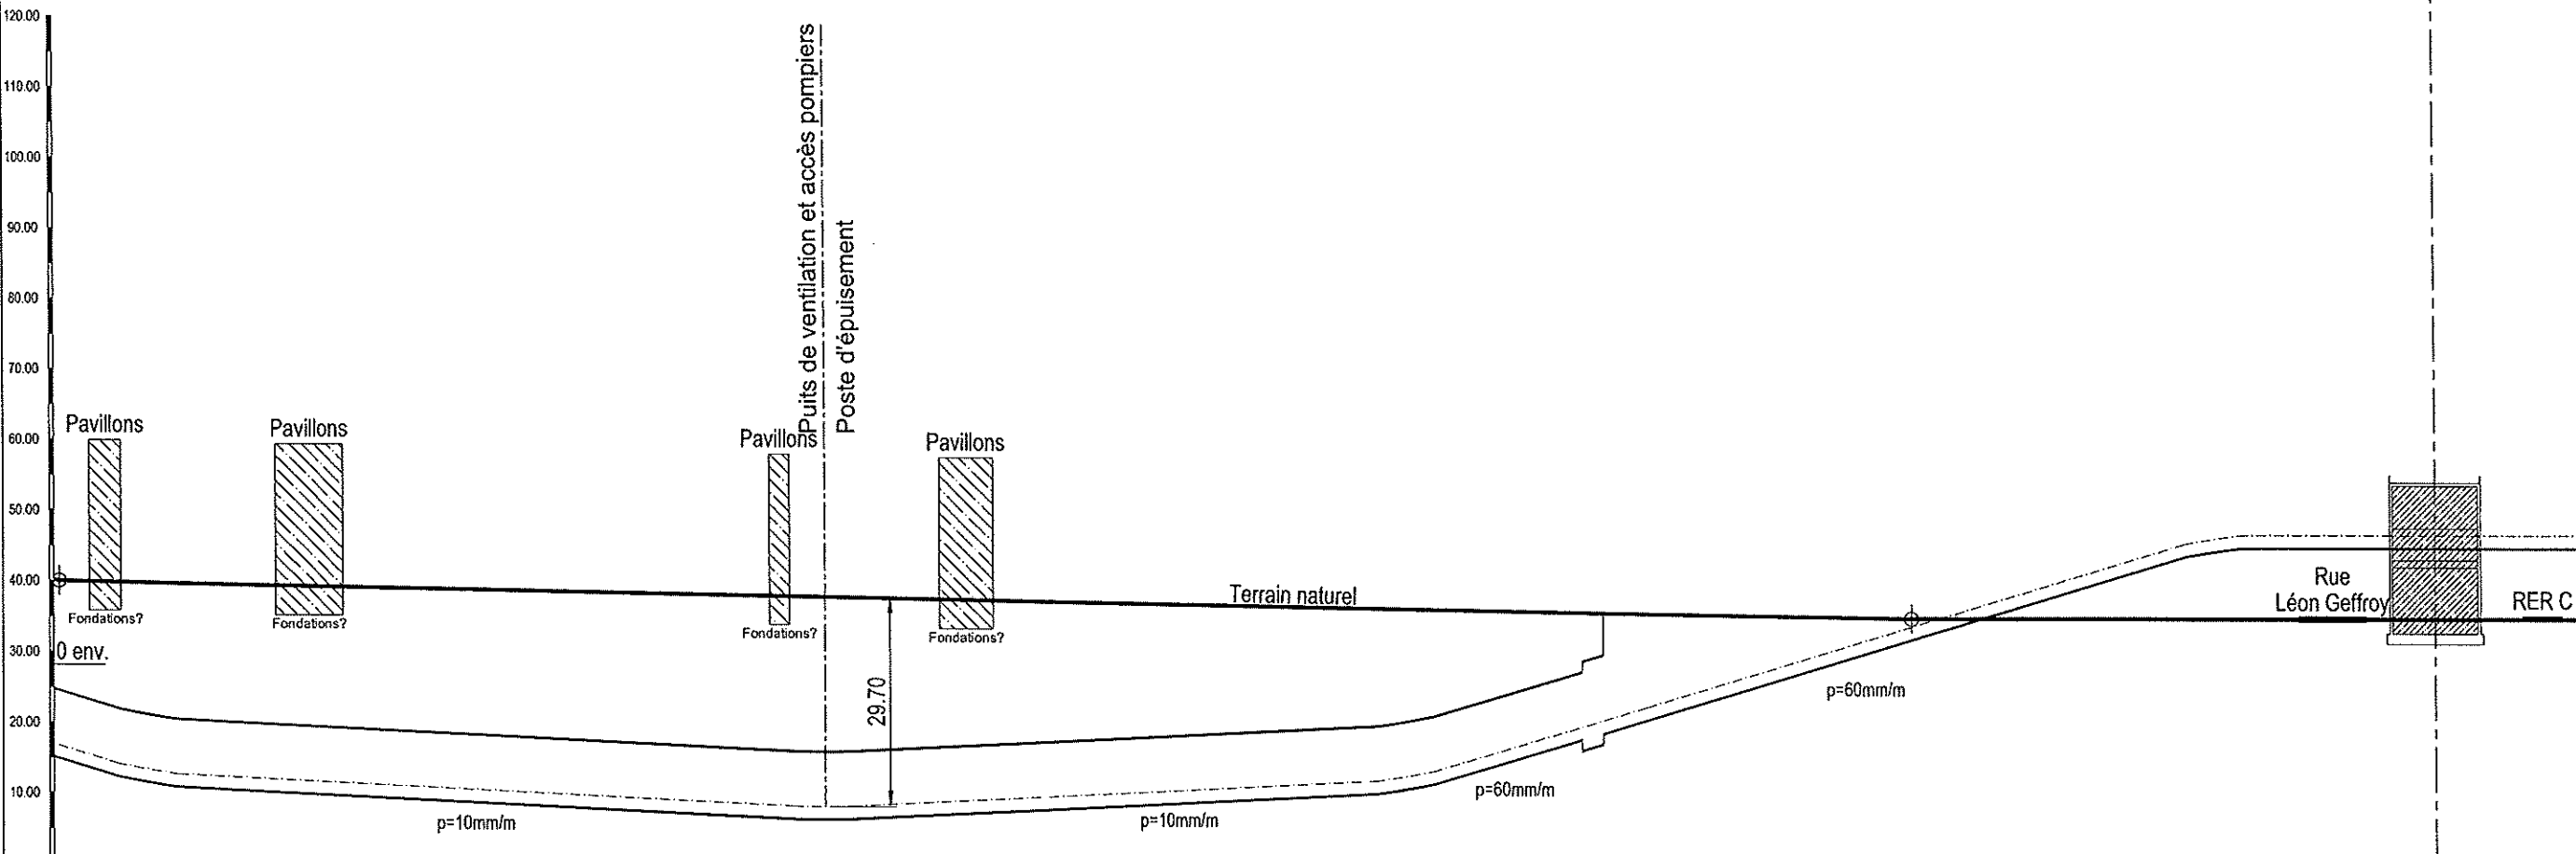 120.00
110.00
100.00
90.00
80.00
70.00
60.00
50.00
40.00
30.00
20.00
10.00
Puits de ventilation et accès pompiers
Poste d'épuisement
Pavillons
Pavillons
Pavillons
Pavillons
Fondations?
Fondations?
Fondations?
Fondations?
0 env.
Terrain naturel
29.70
Rue
Léon Geffroy
RER C
p=10mm/m
p=10mm/m
p=60mm/m
p=60mm/m